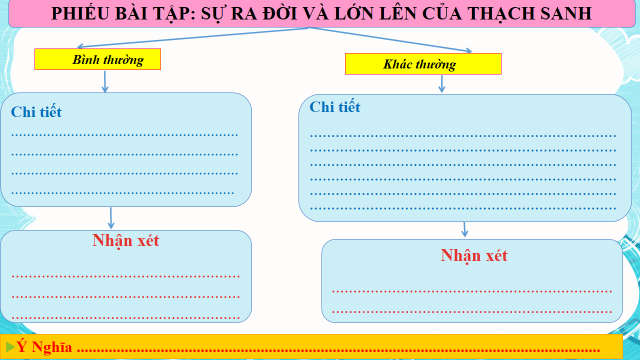 PHIẾU BÀI TẬP: SỰ RA ĐỜI VÀ LỚN LÊN CỦA THẠCH SANH
Bình thường
Khác thường
Chi tiết
................................................
................................................
................................................
................................................
Chi tiết
................................................................
................................................................
................................................................
................................................................
................................................................
................................................................
Nhận xét
................................................
................................................
................................................
Nhận xét
................................................................
................................................................
Ý Nghĩa ................................................................................................................